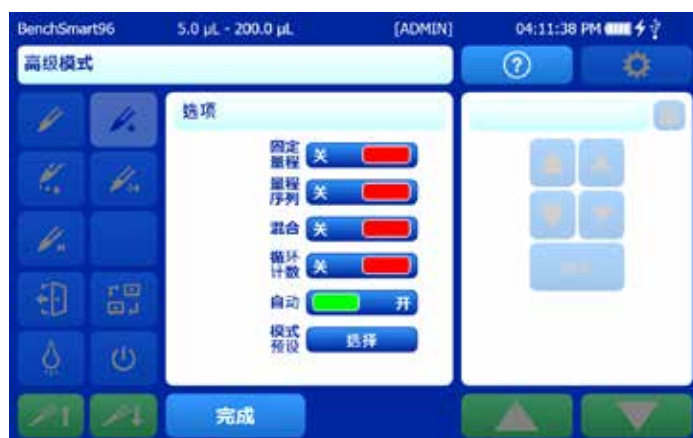 BenchSmart96 5.0 µL - 200.0 µL [ADMIN] 04:11:38 PM
高级模式
选项
固定
量程 关
量程
序列 关
混合 关
循环
计数 关
自动 开
模式
预设 选择
完成